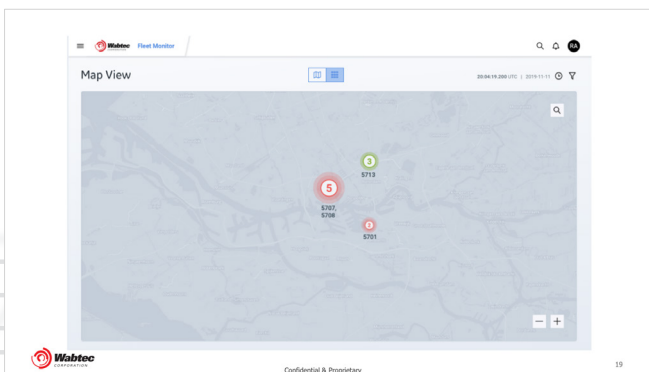 Wabtec
CORPORATION
Fleet Monitor
RA
Map View
20:04:19.200 UTC | 2019-11-11
3
5713
5
5707,
5708
5701
Wabtec
CORPORATION
Confidential & Proprietary
19